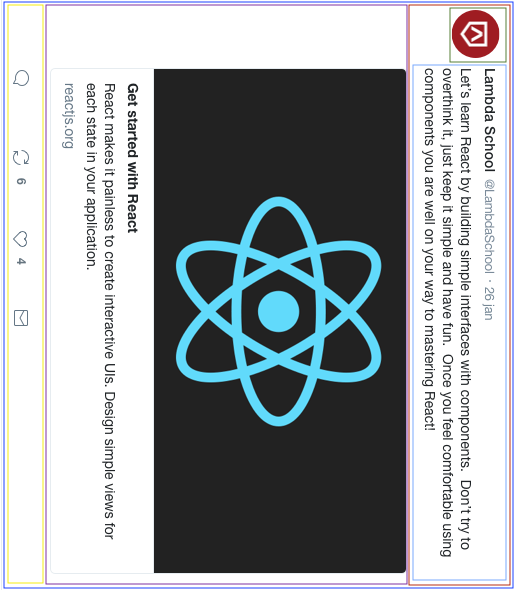 Lambda School @LambdaSchool · 26 jan
Let's learn React by building simple interfaces with components. Don't try to
overthink it, just keep it simple and have fun. Once you feel comfortable using
components you are well on your way to mastering React!
Get started with React
React makes it painless to create interactive UIs. Design simple views for
each state in your application.
reactjs.org
6 4